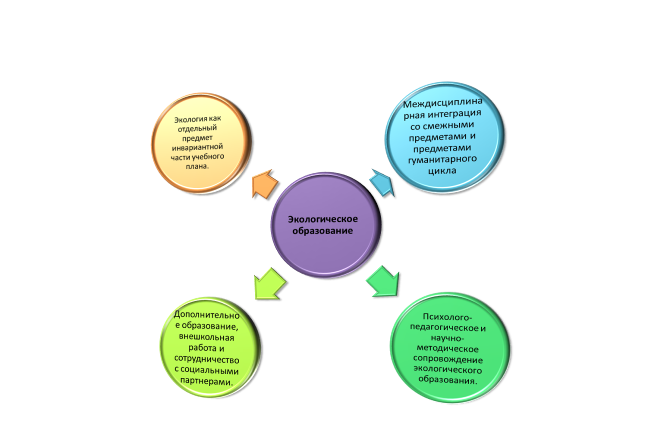 Экология как
отдельный
предмет
инвариантной
части учебного
плана.
Междисциплина
рная интеграция
со смежными
предметами и
предметами
гуманитарного
цикла
Экологическое
образование
Дополнительно
е образование,
внешкольная
работа и
сотрудничество
с социальными
партнерами.
Психолого-
педагогическое и
научно-
методическое
сопровождение
экологического
образования.